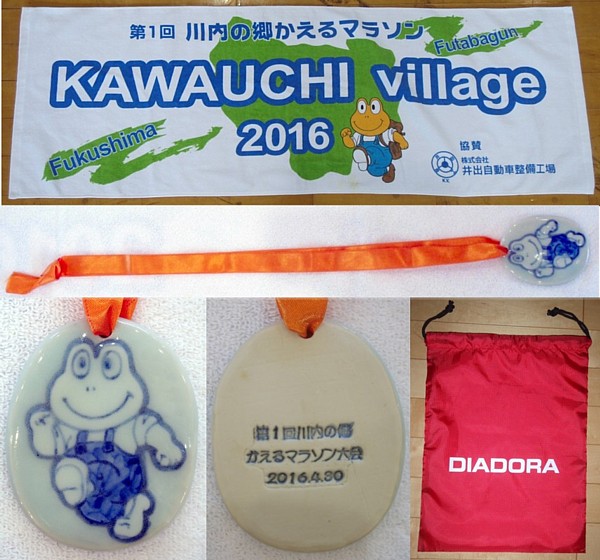 第1回 川内の郷かえるマラソン
Futabagun
KAWAUCHI village
2016
Fukushima
協賛
株式会社
井出自動車整備工場
第1回川内の郷
かえるマラソン大会
2016.4.30
DIADORA